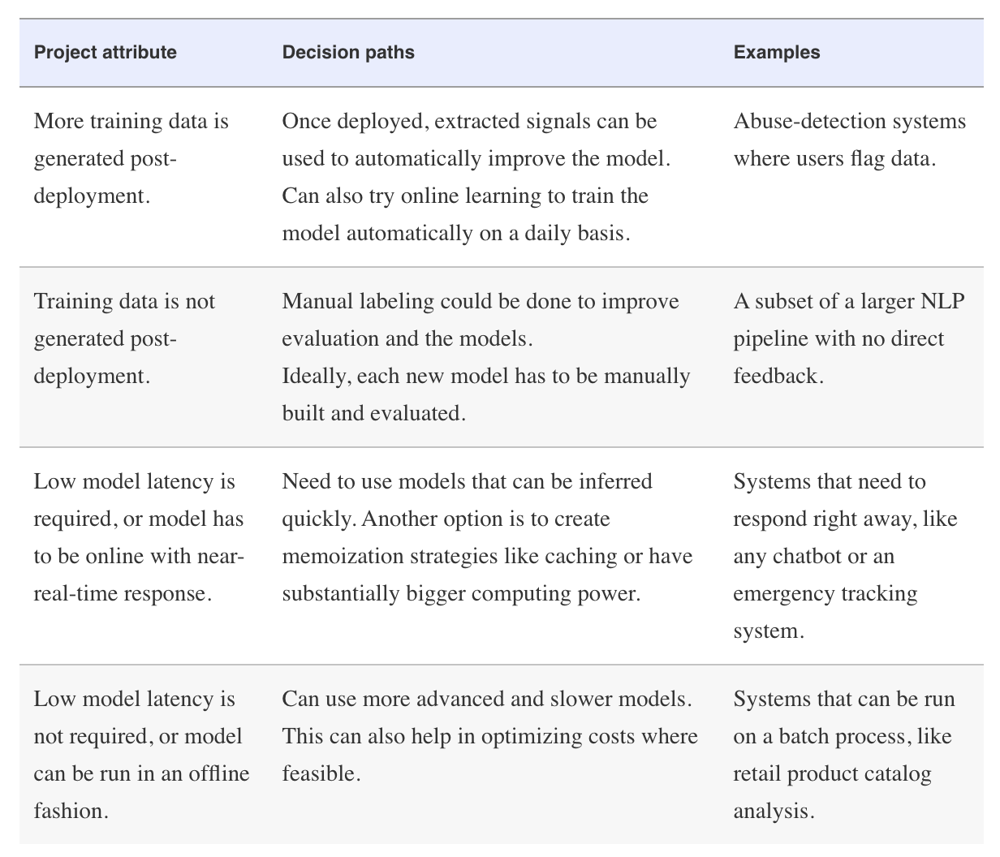 Project attribute
Decision paths
Examples
More training data is
generated post-
deployment.
Once deployed, extracted signals can be
used to automatically improve the model.
Can also try online learning to train the
model automatically on a daily basis.
Abuse-detection systems
where users flag data.
Training data is not
generated post-
deployment.
Manual labeling could be done to improve
evaluation and the models.
Ideally, each new model has to be manually
built and evaluated.
A subset of a larger NLP
pipeline with no direct
feedback.
Low model latency is
required, or model has
to be online with near-
real-time response.
Need to use models that can be inferred
quickly. Another option is to create
memoization strategies like caching or have
substantially bigger computing power.
Systems that need to
respond right away, like
any chatbot or an
emergency tracking
system.
Low model latency is
not required, or model
can be run in an offline
fashion.
Can use more advanced and slower models.
This can also help in optimizing costs where
feasible.
Systems that can be run
on a batch process, like
retail product catalog
analysis.